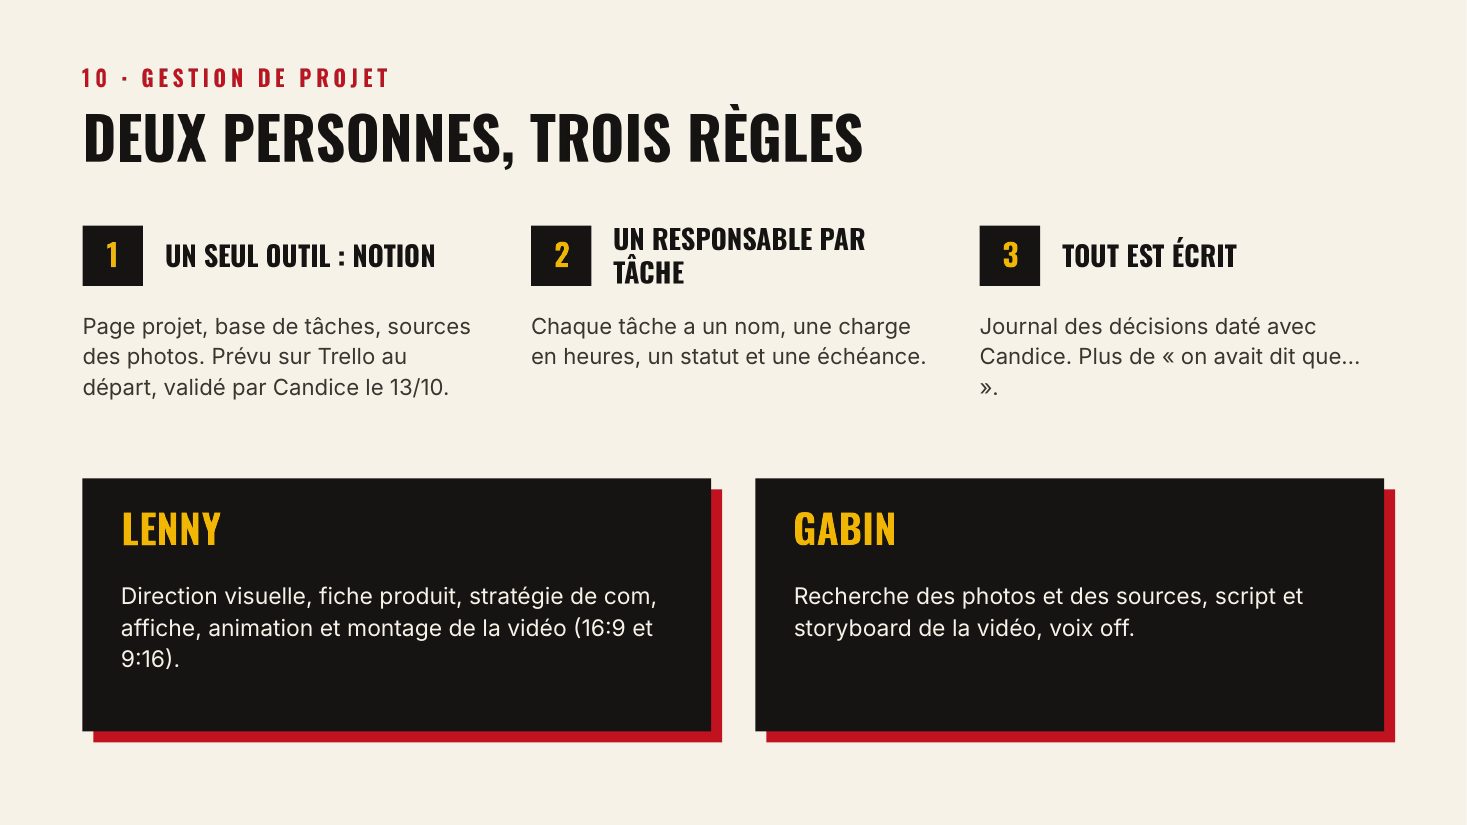 10 · GESTION DE PROJET
DEUX PERSONNES, TROIS RÈGLES
1
UN SEUL OUTIL : NOTION
Page projet, base de tâches, sources
des photos. Prévu sur Trello au
départ, validé par Candice le 13/10.
2
UN RESPONSABLE PAR
TÂCHE
Chaque tâche a un nom, une charge
en heures, un statut et une échéance.
3
TOUT EST ÉCRIT
Journal des décisions daté avec
Candice. Plus de « on avait dit que...
».
LENNY
Direction visuelle, fiche produit, stratégie de com,
affiche, animation et montage de la vidéo (16:9 et
9:16).
GABIN
Recherche des photos et des sources, script et
storyboard de la vidéo, voix off.